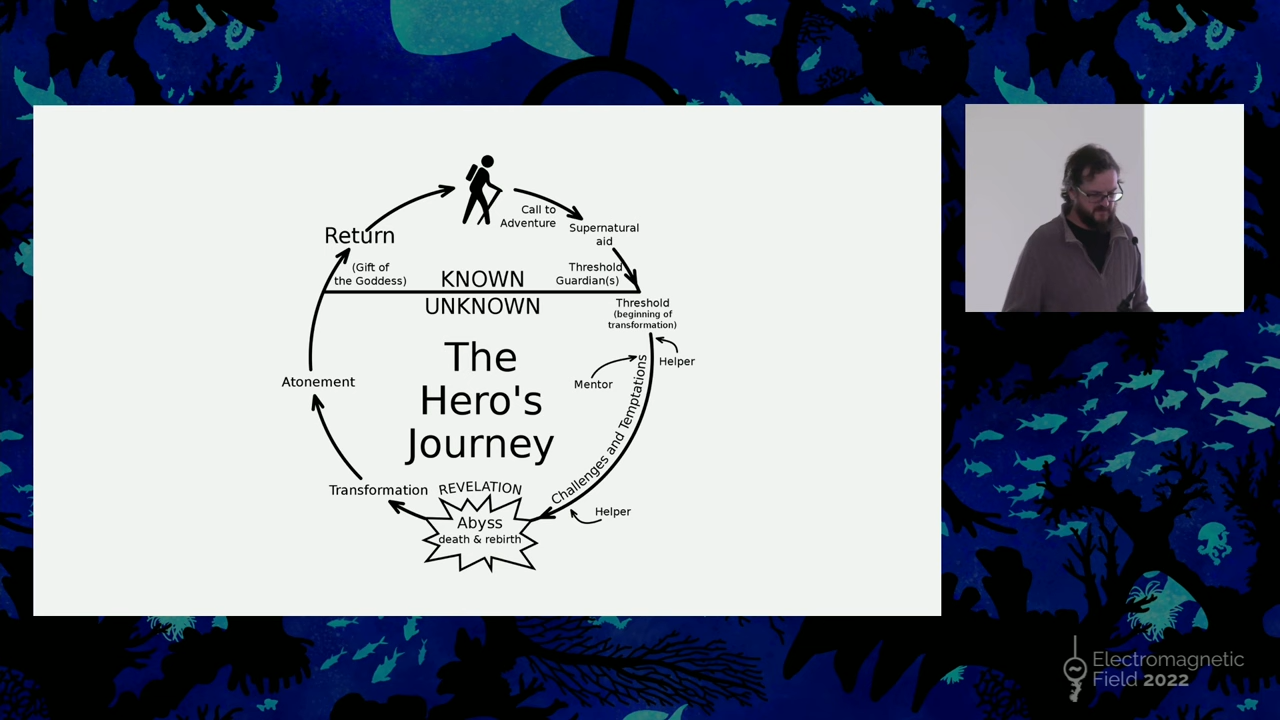 Call to
Adventure
Supernatural
aid
Return
(Gift of
the Goddess)
KNOWN
Threshold
Guardian(s)
UNKNOWN
Threshold
(beginning of
transformation)
The
Hero's
Journey
Helper
Mentor
Challenges and Temptations
Atonement
Transformation
REVELATION
Abyss
death & rebirth
Helper
Electromagnetic
Field 2022